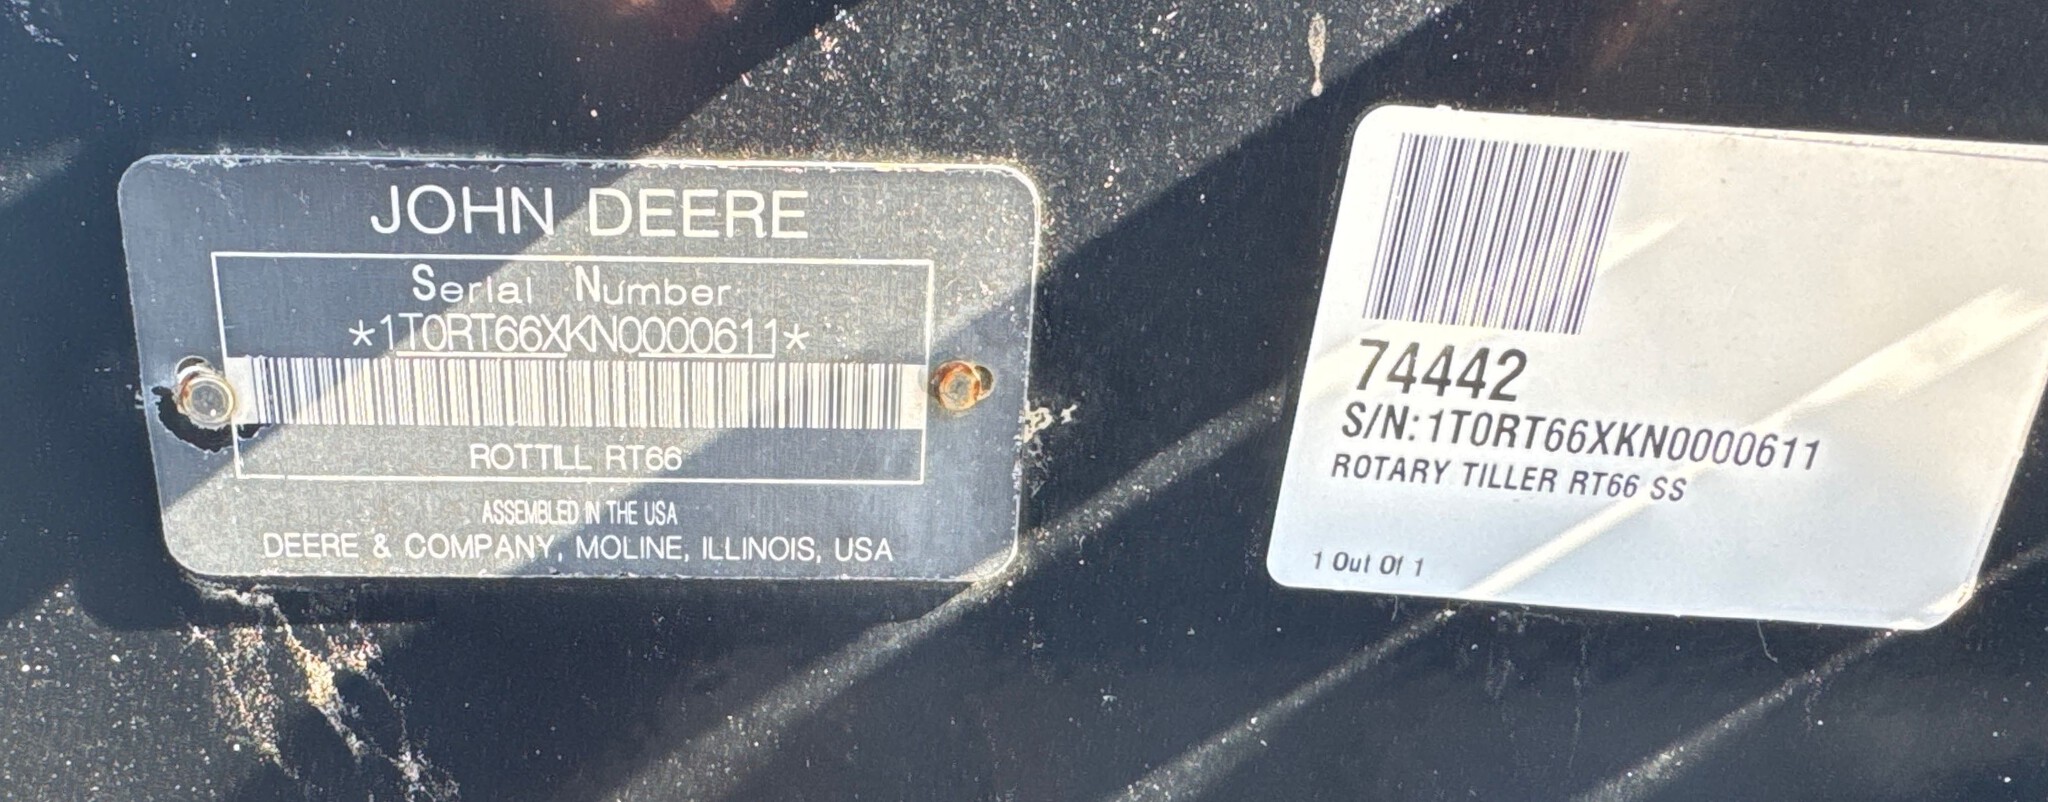 JOHN DEERE
Serial Number
*1T0RT66XKN0000611*
ROTTILL RT66
ASSEMBLED IN THE USA
DEERE & COMPANY, MOLINE, ILLINOIS, USA
74442
S/N:1T0RT66XKN0000611
ROTARY TILLER RT66 SS
1 Out Of 1